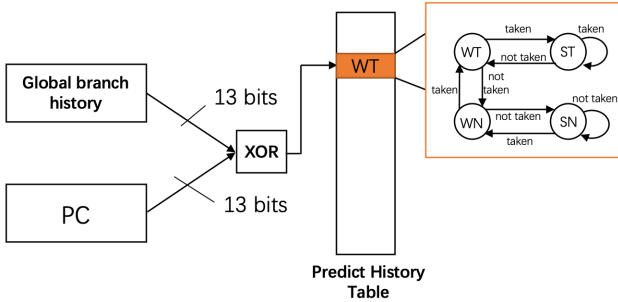 Global branch
history
13 bits
PC
13 bits
XOR
WT
Predict History
Table
taken
taken
WT
ST
not taken
taken
not
taken
not taken
WN
SN
not taken
taken